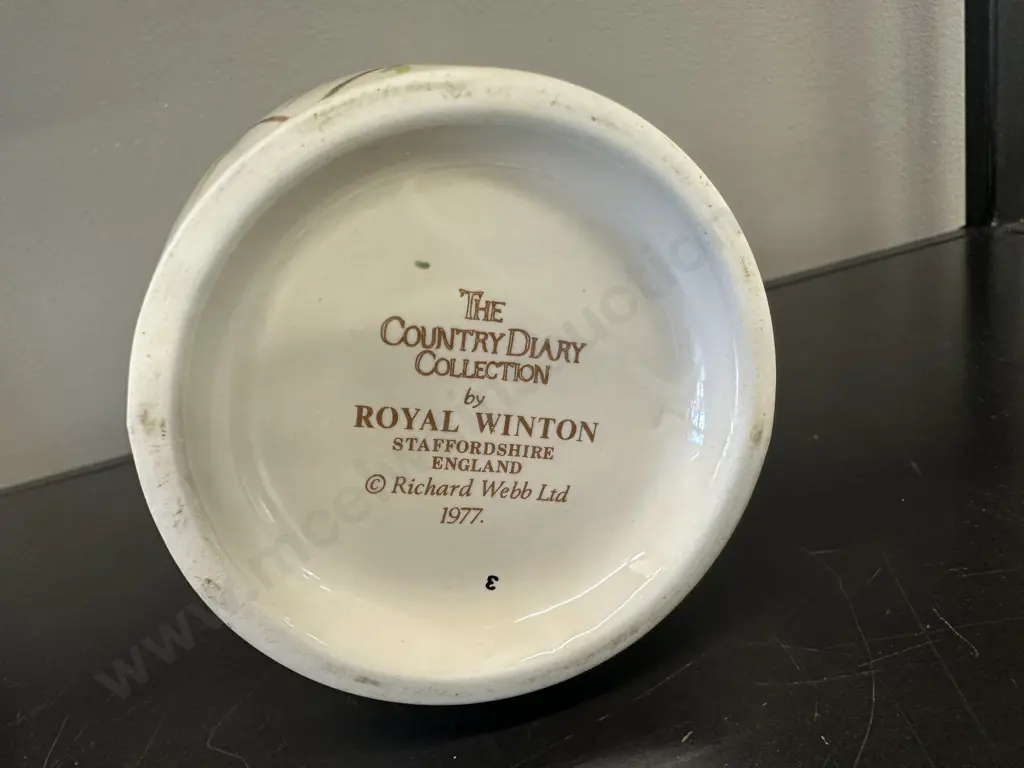 THE
COUNTRY DIARY
COLLECTION
by
ROYAL WINTON
STAFFORDSHIRE
ENGLAND
© Richard Webb Ltd
1977.
3